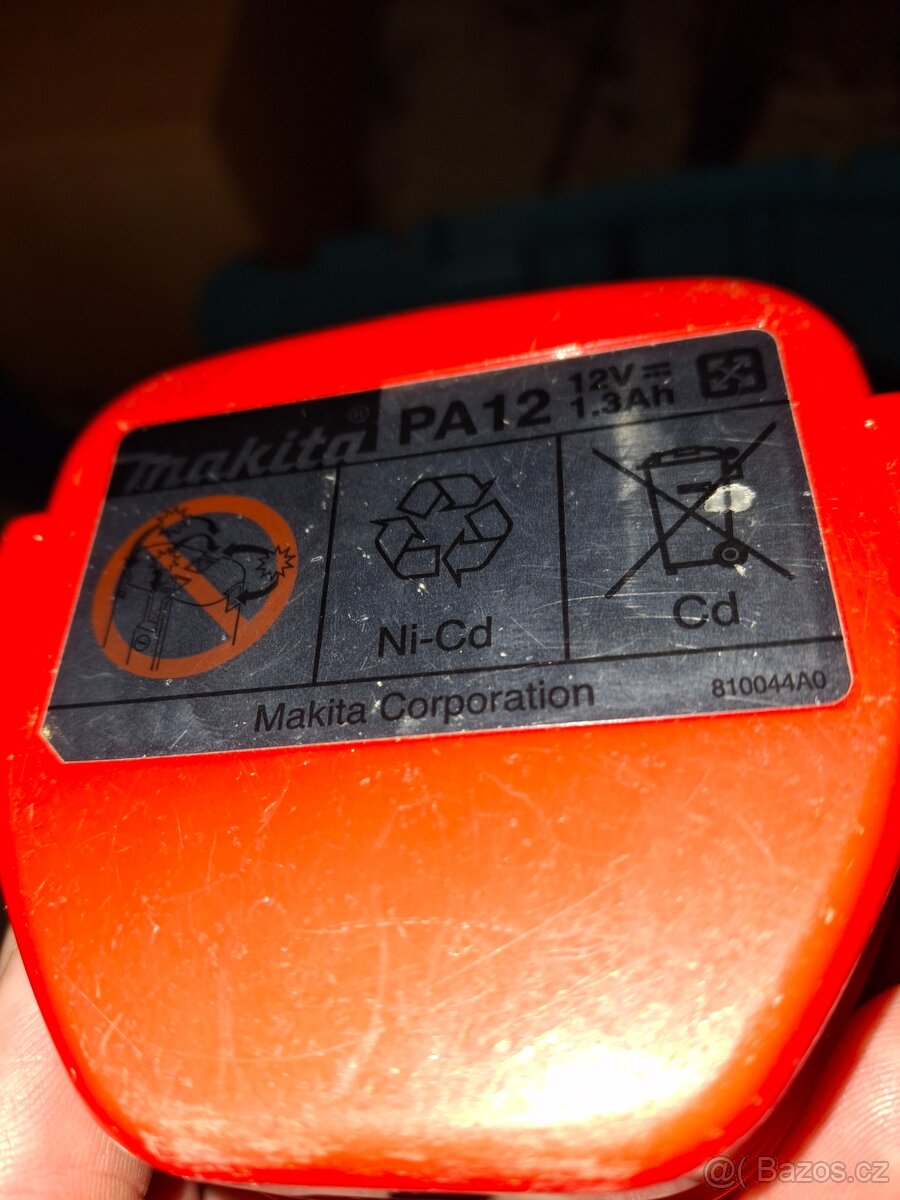 makita® PA12 12V⎓ 1.3Ah
Ni-Cd
Cd
Makita Corporation
810044A0
@( Bazos.cz